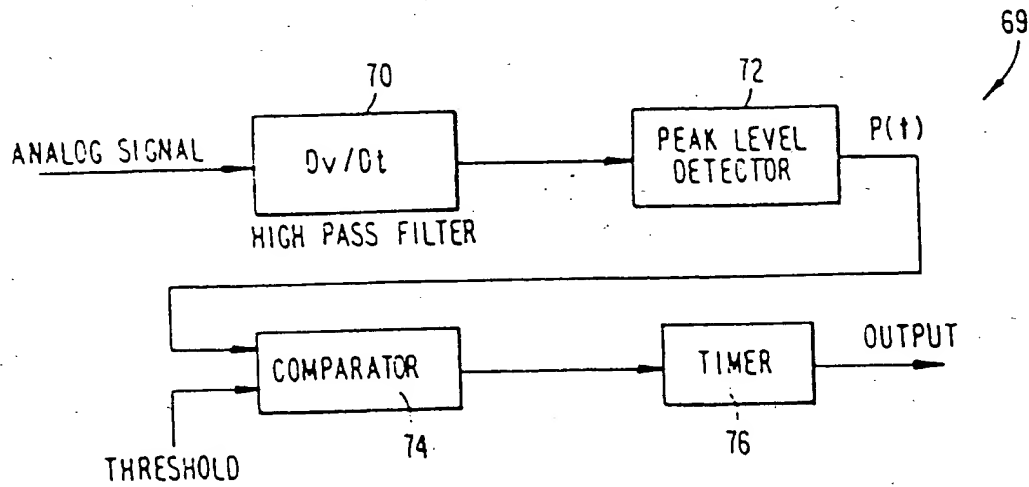 69
70
72
ANALOG SIGNAL
Dv/Dt
HIGH PASS FILTER
PEAK LEVEL
DETECTOR
P(t)
COMPARATOR
74
THRESHOLD
TIMER
76
OUTPUT